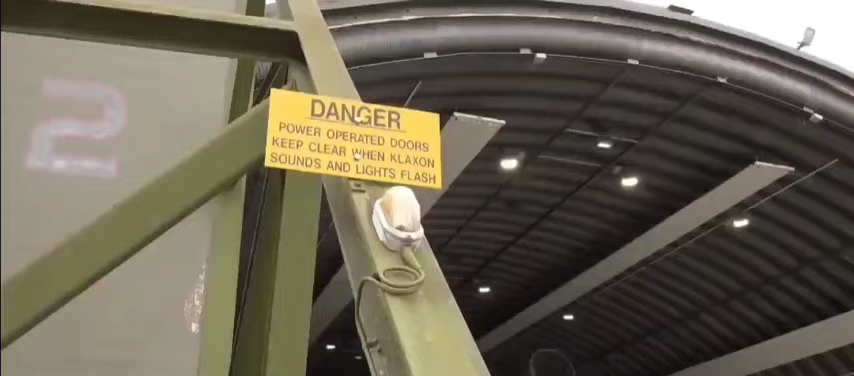 2
DANGER
POWER OPERATED DOORS
KEEP CLEAR WHEN KLAXON
SOUNDS AND LIGHTS FLASH